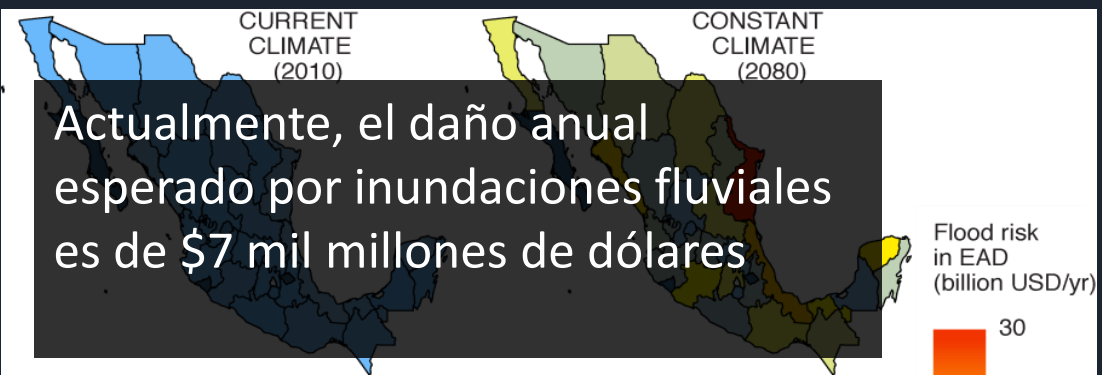 CURRENT
CLIMATE
(2010)
CONSTANT
CLIMATE
(2080)
Actualmente, el daño anual
esperado por inundaciones fluviales
es de $7 mil millones de dólares
Flood risk
in EAD
(billion USD/yr)
30